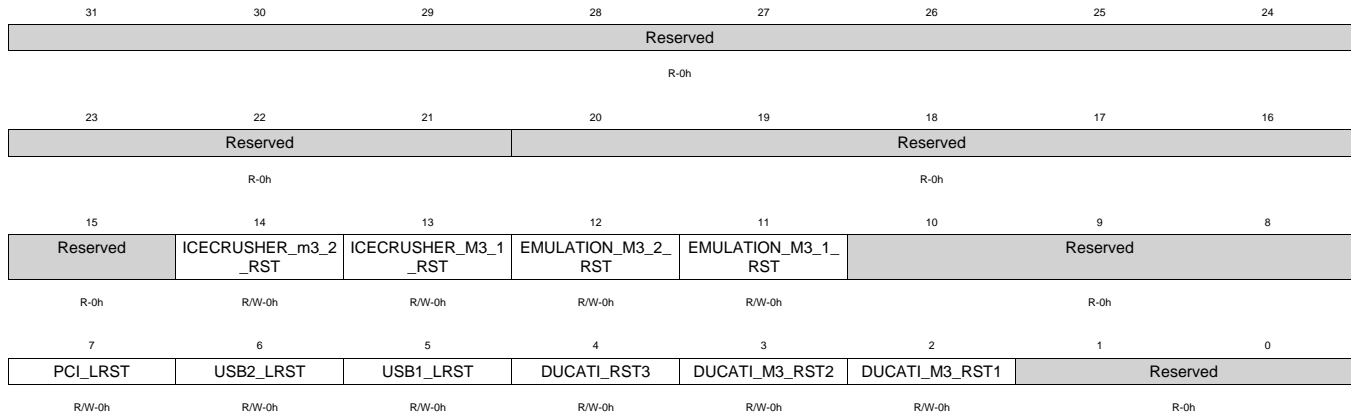 31 30 29 28 27 26 25 24
Reserved
R-0h
23 22 21 20 19 18 17 16
Reserved Reserved
R-0h R-0h
15 14 13 12 11 10 9 8
Reserved ICECRUSHER_m3_2 ICECRUSHER_M3_1 EMULATION_M3_2_ EMULATION_M3_1_ Reserved
_RST _RST RST RST
R-0h R/W-0h R/W-0h R/W-0h R/W-0h R-0h
7 6 5 4 3 2 1 0
PCI_LRST USB2_LRST USB1_LRST DUCATI_RST3 DUCATI_M3_RST2 DUCATI_M3_RST1 Reserved
R/W-0h R/W-0h R/W-0h R/W-0h R/W-0h R/W-0h R-0h